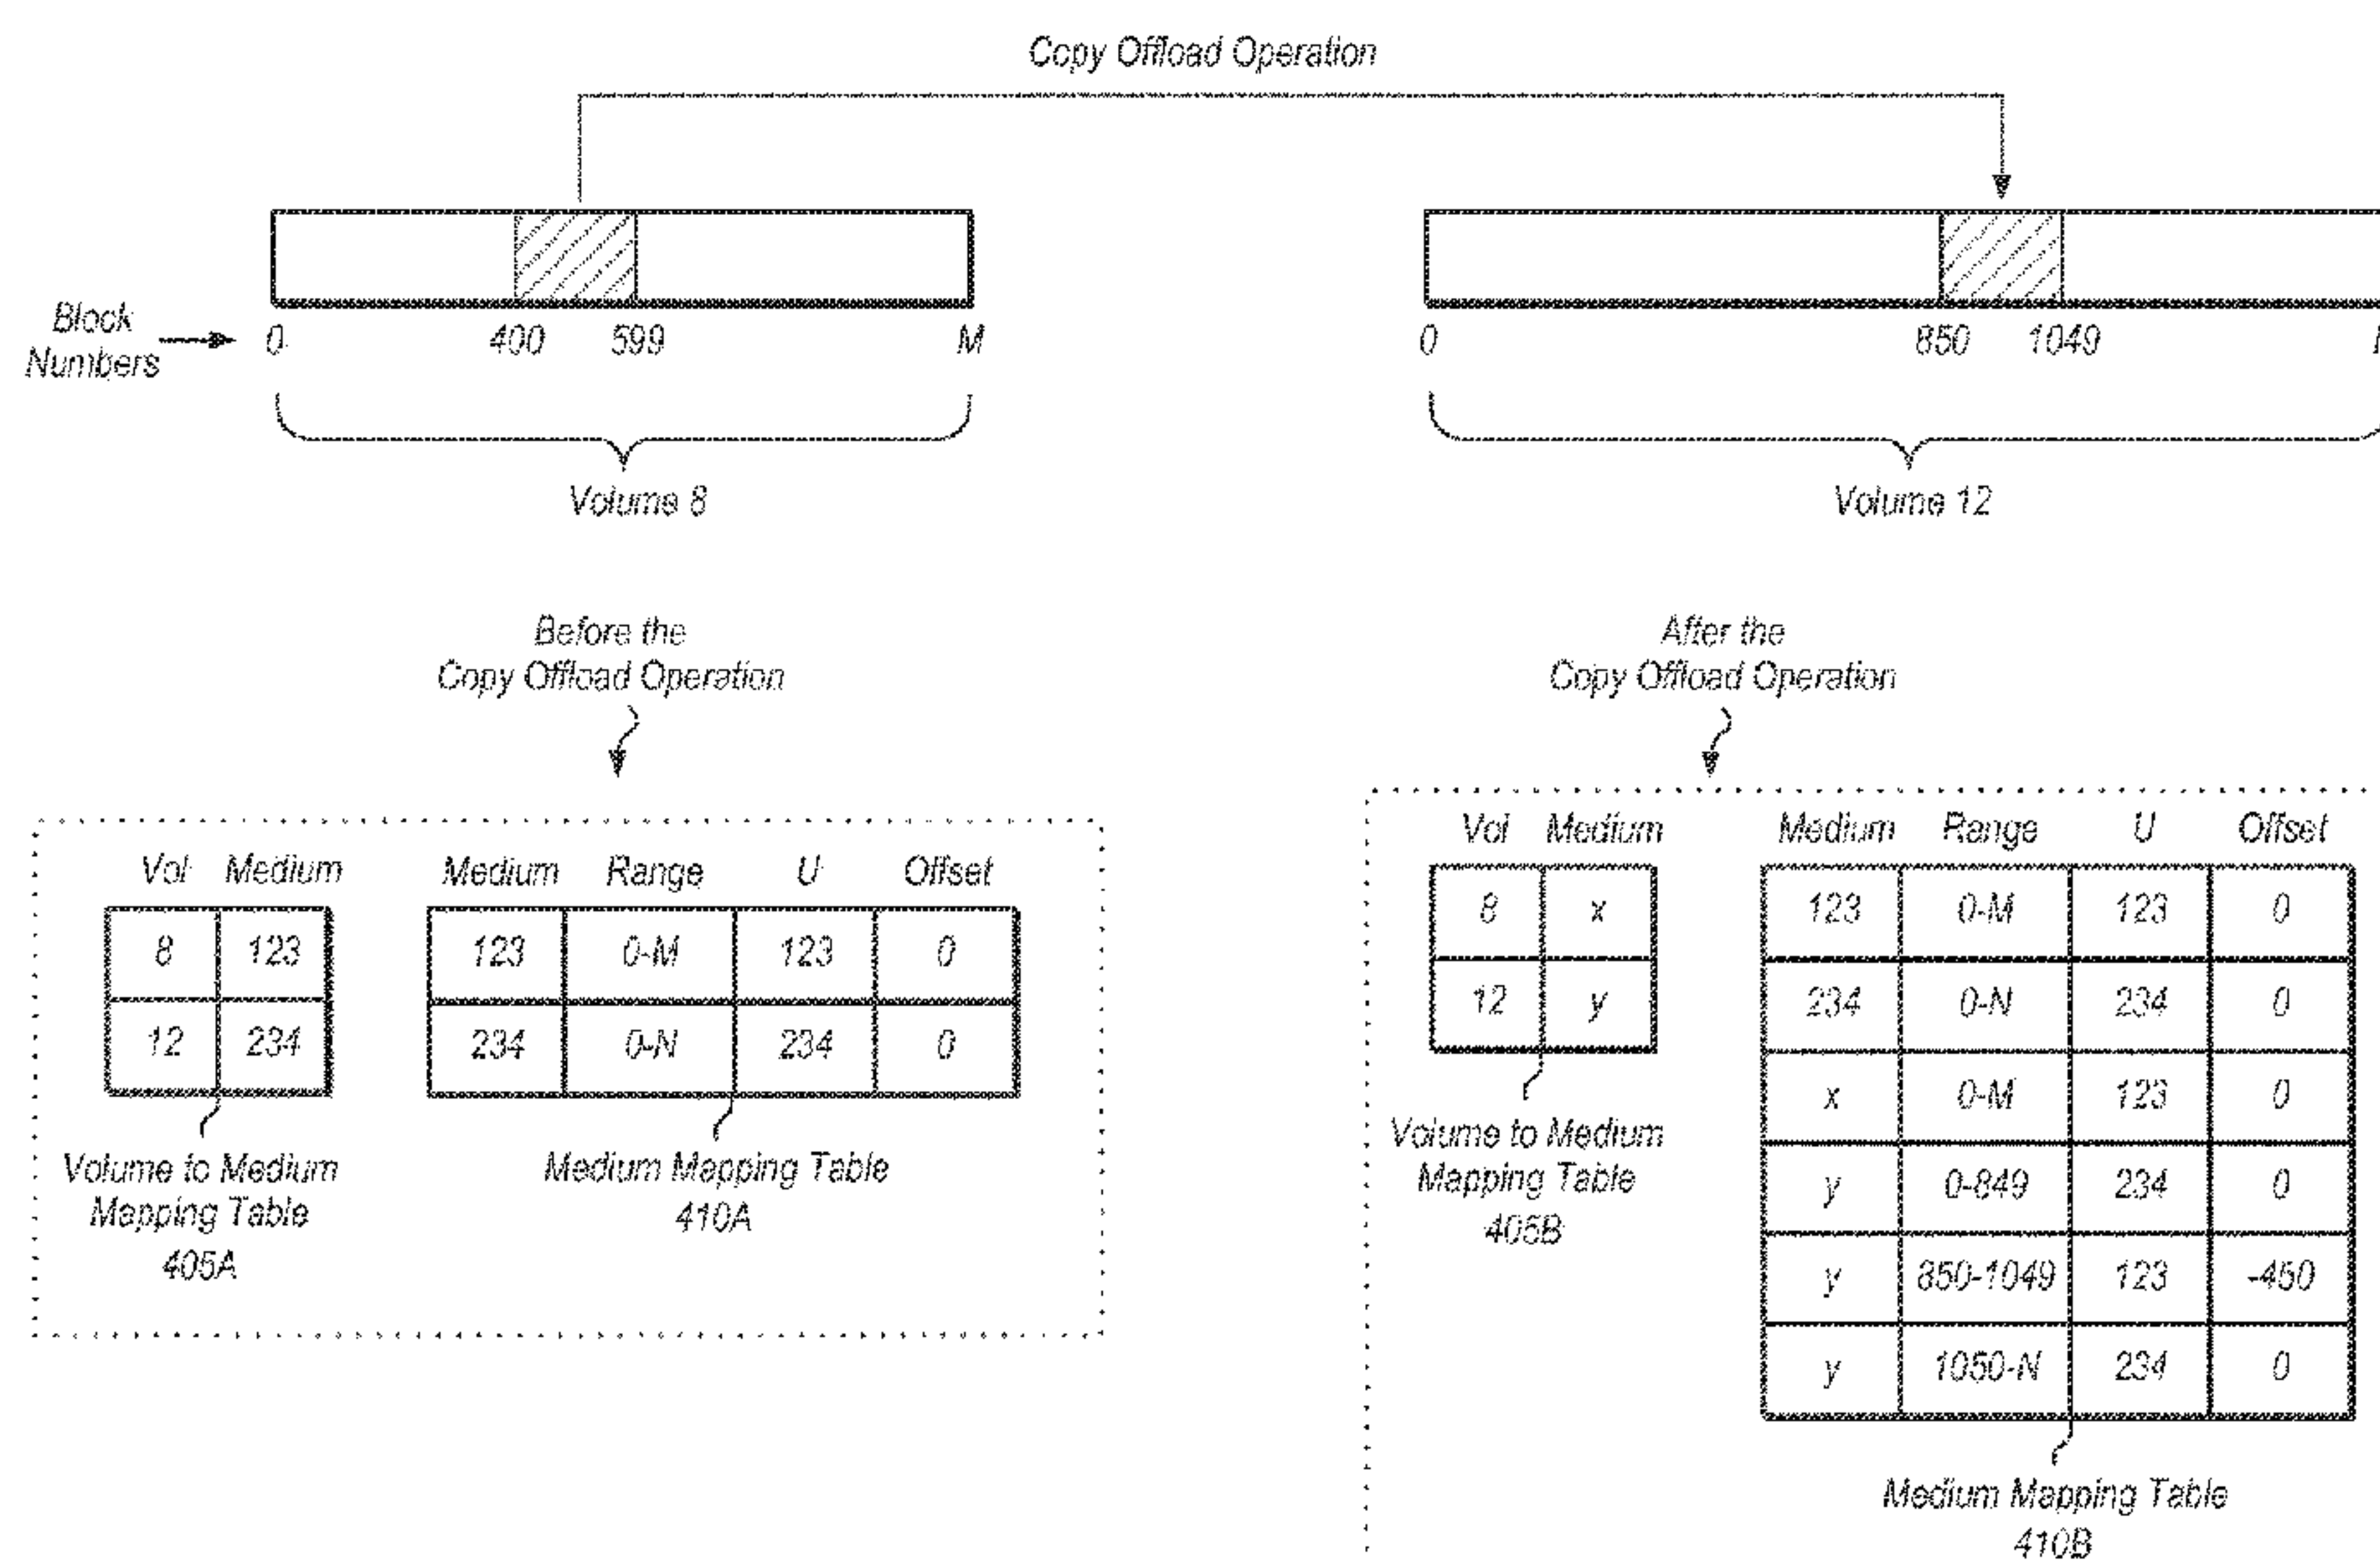 Copy Offload Operation
Block
Numbers
0 400 599 M
0 850 1049
Volume 8
Volume 12
Before the
Copy Offload Operation
After the
Copy Offload Operation
Vol Medium
8 123
12 234
Volume to Medium
Mapping Table
405A
Medium Range U Offset
123 0-M 123 0
234 0-N 234 0
Medium Mapping Table
410A
Vol Medium
8 x
12 y
Volume to Medium
Mapping Table
405B
Medium Range U Offset
123 0-M 123 0
234 0-N 234 0
x 0-M 123 0
y 0-849 234 0
y 850-1049 123 -450
y 1050-N 234 0
Medium Mapping Table
410B